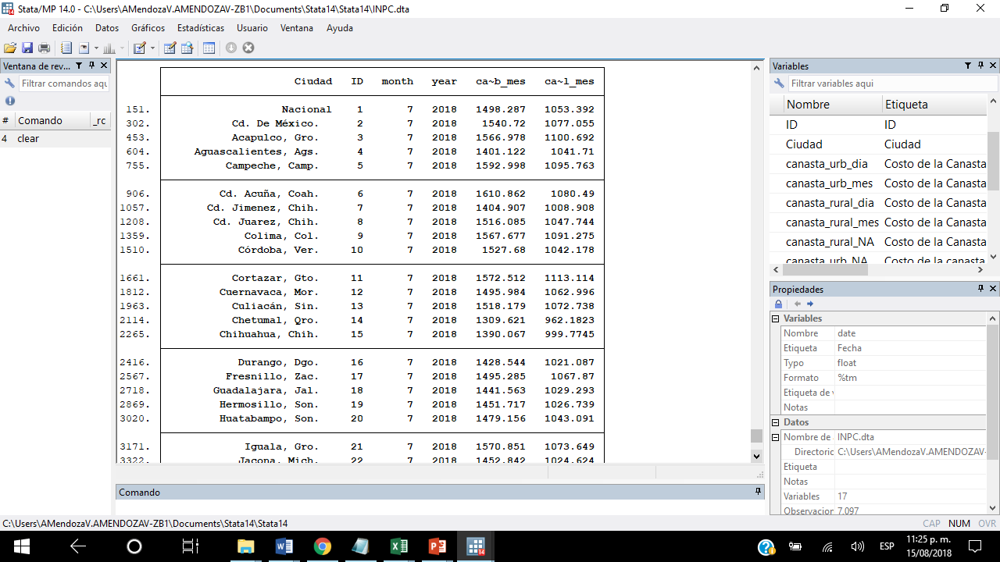 Stata/MP 14.0 - C:\Users\AMendozaV.AMENDOZAV-ZB1\Documents\Stata14\Stata14\INPC.dta
Archivo Edición Datos Gráficos Estadísticas Usuario Ventana Ayuda
Ventana de rev...
Filtrar comandos aquí
# Comando _rc
4 clear
Ciudad ID month year ca~b_mes ca~l_mes
151. Nacional 1 7 2018 1498.287 1053.392
302. Cd. De México. 2 7 2018 1540.72 1077.055
453. Acapulco, Gro. 3 7 2018 1566.978 1100.692
604. Aguascalientes, Ags. 4 7 2018 1401.122 1041.71
755. Campeche, Camp. 5 7 2018 1592.998 1095.763
906. Cd. Acuña, Coah. 6 7 2018 1610.862 1080.49
1057. Cd. Jimenez, Chih. 7 7 2018 1404.907 1008.908
1208. Cd. Juarez, Chih. 8 7 2018 1516.085 1047.744
1359. Colima, Col. 9 7 2018 1567.677 1091.275
1510. Córdoba, Ver. 10 7 2018 1527.68 1042.178
1661. Cortazar, Gto. 11 7 2018 1572.512 1113.114
1812. Cuernavaca, Mor. 12 7 2018 1495.984 1062.996
1963. Culiacán, Sin. 13 7 2018 1518.179 1072.738
2114. Chetumal, Qro. 14 7 2018 1309.621 962.1823
2265. Chihuahua, Chih. 15 7 2018 1390.067 999.7745
2416. Durango, Dgo. 16 7 2018 1428.544 1021.087
2567. Fresnillo, Zac. 17 7 2018 1495.285 1067.87
2718. Guadalajara, Jal. 18 7 2018 1441.563 1029.293
2869. Hermosillo, Son. 19 7 2018 1451.717 1026.739
3020. Huatabampo, Son. 20 7 2018 1479.156 1043.091
3171. Iguala, Gro. 21 7 2018 1570.851 1073.649
3322. Jacona, Mich. 22 7 2018 1452.842 1024.624
Comando
Variables
Filtrar variables aqui
Nombre Etiqueta
ID ID
Ciudad Ciudad
canasta_urb_dia Costo de la Canasta
canasta_urb_mes Costo de la Canasta
canasta_rural_dia Costo de la Canasta
canasta_rural_mes Costo de la Canasta
canasta_rural_NA Costo de la Canasta
canasta_urb_NA Costo de la canasta
Propiedades
Variables
Nombre date
Etiqueta Fecha
Typo float
Formato %tm
Etiqueta de v
Notas
Datos
Nombre de INPC.dta
Directorio C:\Users\AMendozaV.AMENDOZAV-
Etiqueta
Notas
Variables 17
Observacion 7,097
C:\Users\AMendozaV.AMENDOZAV-ZB1\Documents\Stata14\Stata14
CAP NUM OVR
14
ESP
11:25 p. m.
15/08/2018